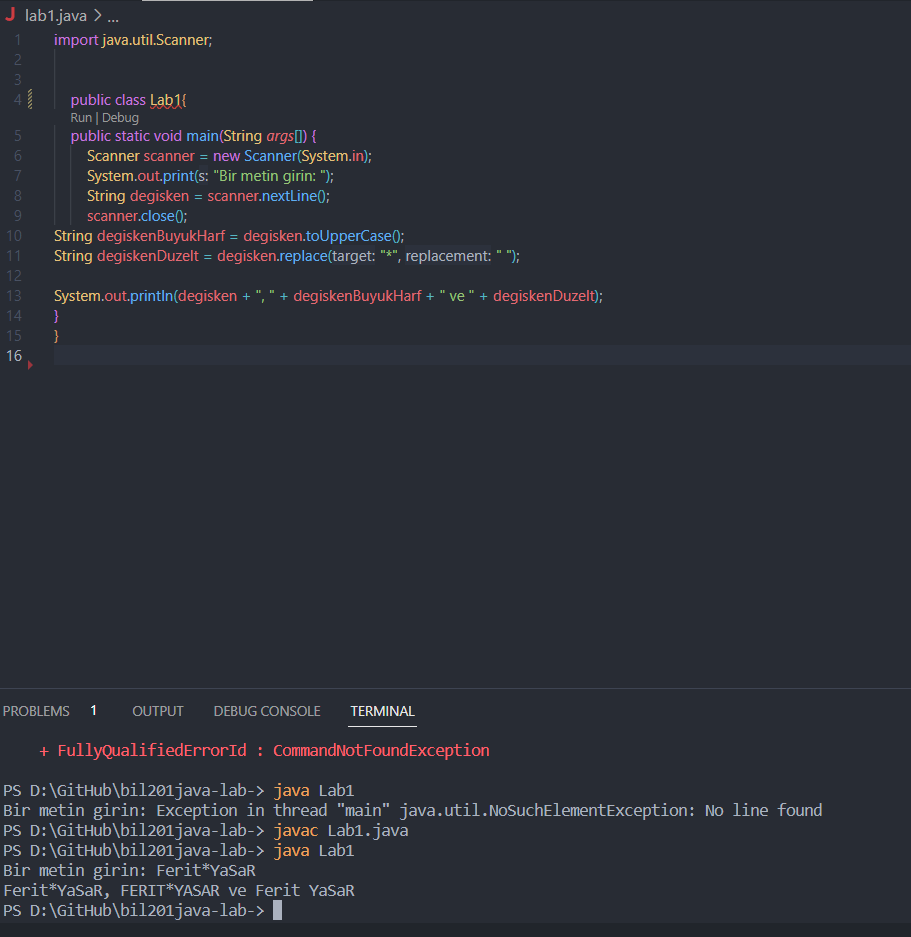 J lab1.java > ...
1 import java.util.Scanner;
2
3
4 public class Lab1{
Run | Debug
5 public static void main(String args[]) {
6 Scanner scanner = new Scanner(System.in);
7 System.out.print(s: "Bir metin girin: ");
8 String degisken = scanner.nextLine();
9 scanner.close();
10 String degiskenBuyukHarf = degisken.toUpperCase();
11 String degiskenDuzelt = degisken.replace(target: "*", replacement: " ");
12
13 System.out.println(degisken + ", " + degiskenBuyukHarf + " ve " + degiskenDuzelt);
14 }
15 }
16
PROBLEMS 1 OUTPUT DEBUG CONSOLE TERMINAL
+ FullyQualifiedErrorId : CommandNotFoundException
PS D:\GitHub\bil201java-lab-> java Lab1
Bir metin girin: Exception in thread "main" java.util.NoSuchElementException: No line found
PS D:\GitHub\bil201java-lab-> javac Lab1.java
PS D:\GitHub\bil201java-lab-> java Lab1
Bir metin girin: Ferit*YaSaR
Ferit*YaSaR, FERIT*YASAR ve Ferit YaSaR
PS D:\GitHub\bil201java-lab->